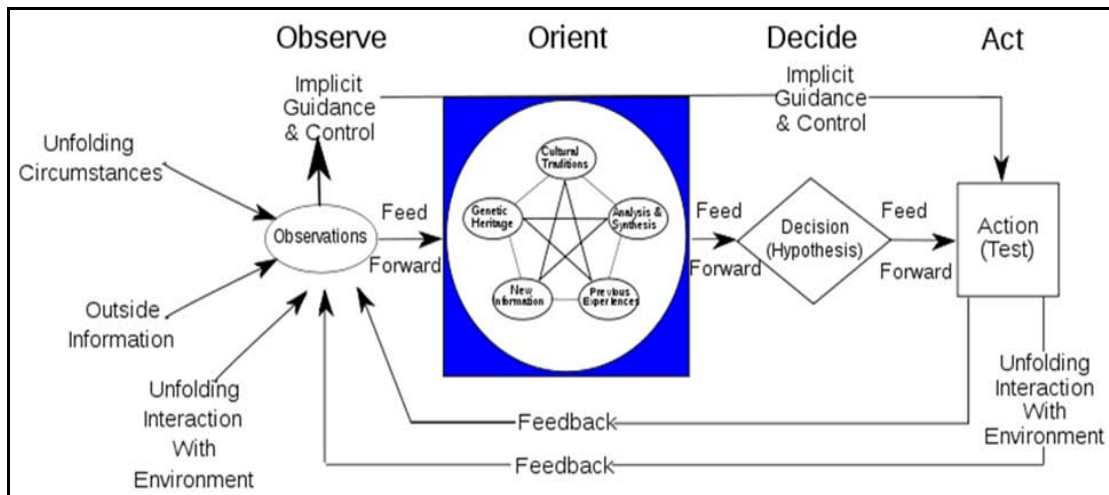 Observe
Orient
Decide
Act
Implicit
Guidance
& Control
Implicit
Guidance
& Control
Unfolding
Circumstances
Observations
Outside
Information
Unfolding
Interaction
With
Environment
Feed
Forward
Cultural
Traditions
Genetic
Heritage
Analysis &
Synthesis
New
Information
Previous
Experiences
Feed
Forward
Decision
(Hypothesis)
Feed
Forward
Action
(Test)
Unfolding
Interaction
With
Environment
Feedback
Feedback